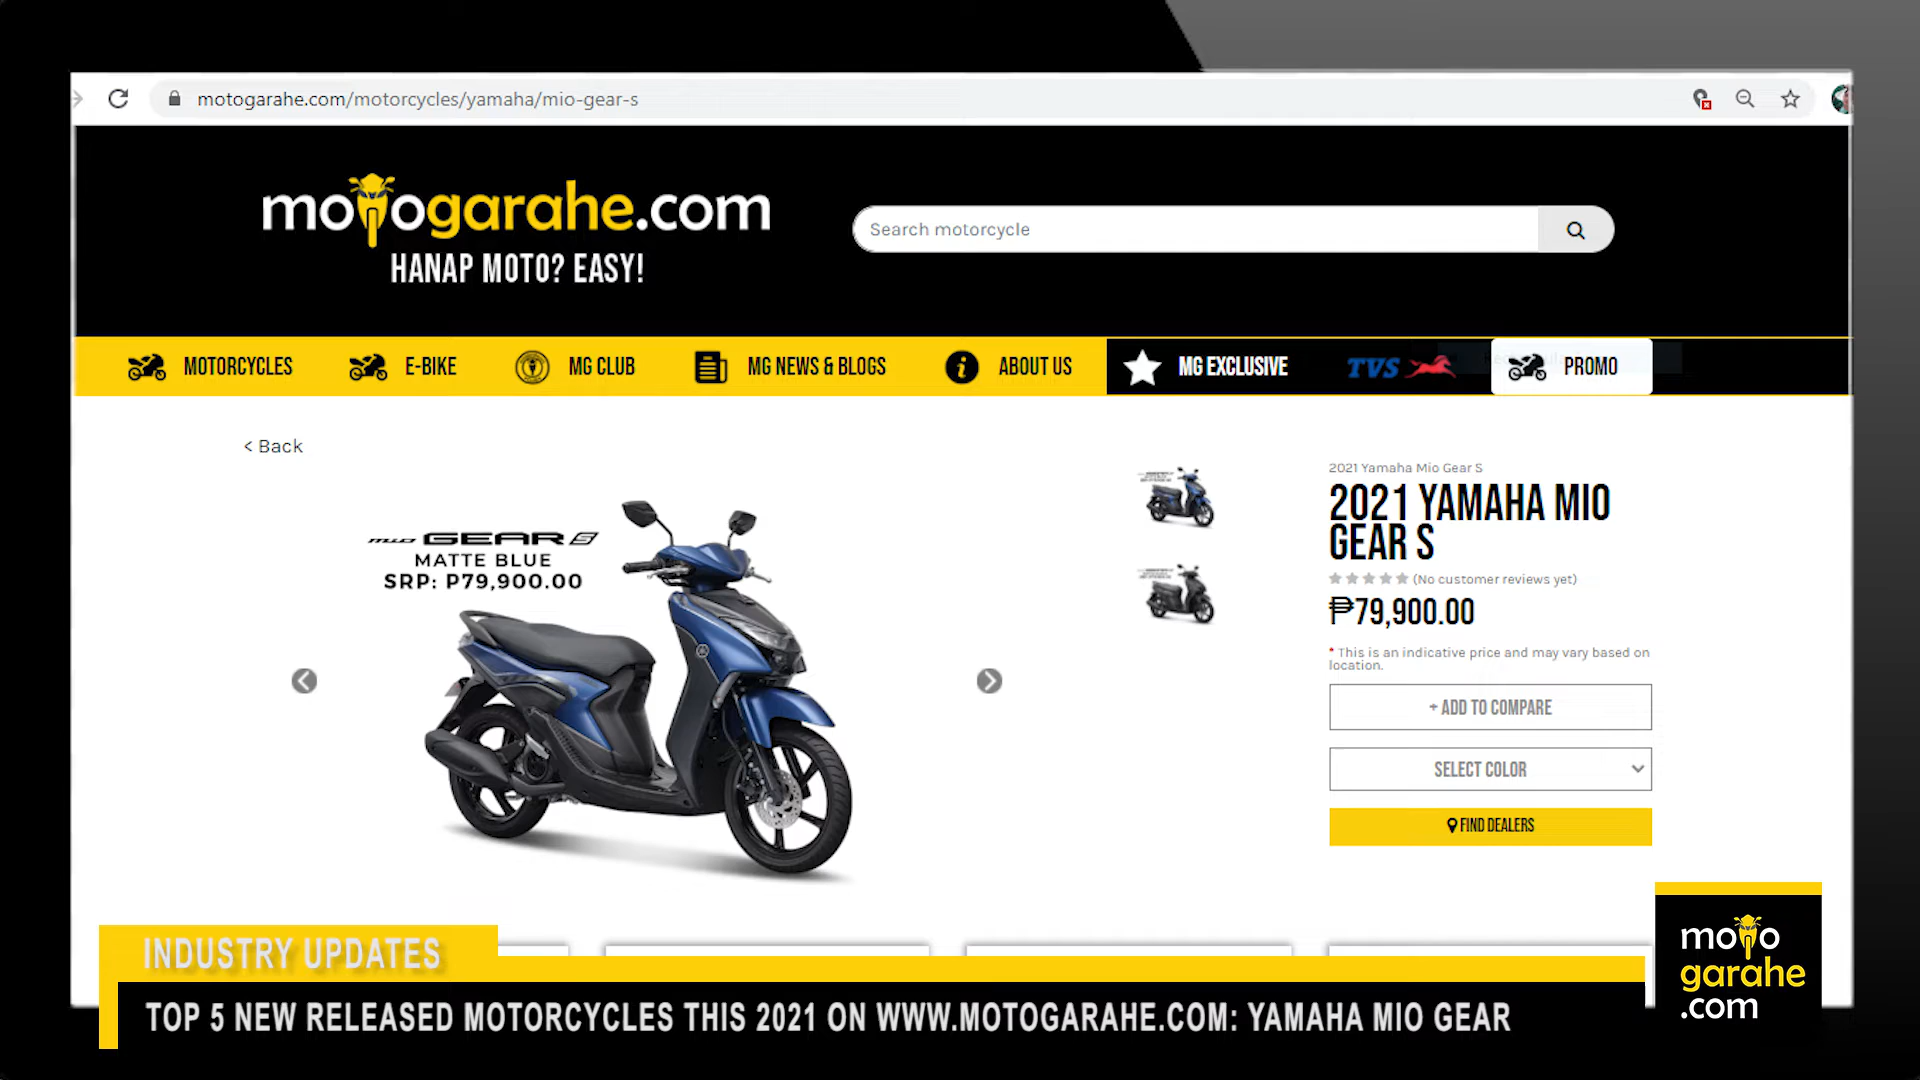 motogarahe.com/motorcycles/yamaha/mio-gear-s
motogarahe.com
HANAP MOTO? EASY!
Search motorcycle
MOTORCYCLES
E-BIKE
MG CLUB
MG NEWS & BLOGS
ABOUT US
MG EXCLUSIVE
TVS
PROMO
< Back
mio GEAR S
MATTE BLUE
SRP: P79,900.00
2021 Yamaha Mio Gear S
2021 YAMAHA MIO
GEAR S
(No customer reviews yet)
₱79,900.00
* This is an indicative price and may vary based on
location.
+ ADD TO COMPARE
SELECT COLOR
FIND DEALERS
INDUSTRY UPDATES
TOP 5 NEW RELEASED MOTORCYCLES THIS 2021 ON WWW.MOTOGARAHE.COM: YAMAHA MIO GEAR
moto
garahe
.com